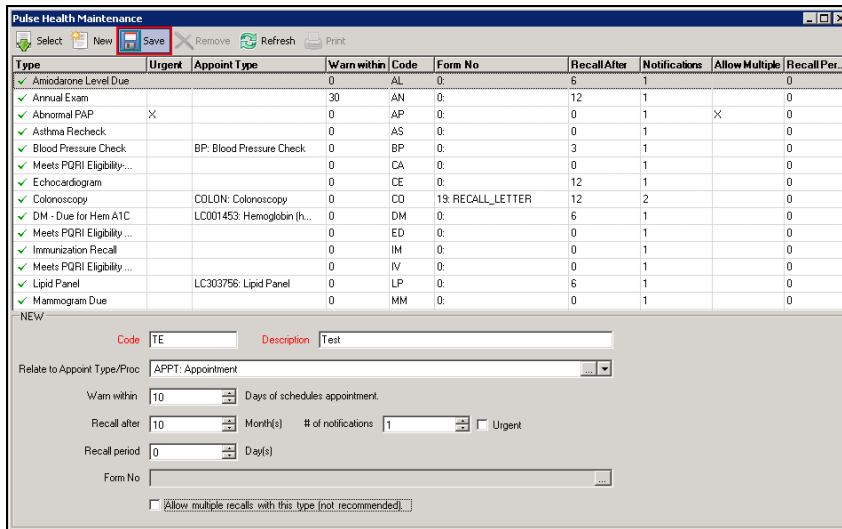 Pulse Health Maintenance
Select New Save Remove Refresh Print
Type Urgent Appoint Type Warn within Code Form No Recall After Notifications Allow Multiple Recall Per...
Amiodarone Level Due 0 AL 0: 6 1 0
Annual Exam 30 AN 0: 12 1 0
Abnormal PAP X 0 AP 0: 0 1 X 0
Asthma Recheck 0 AS 0: 0 1 0
Blood Pressure Check BP: Blood Pressure Check 0 BP 0: 3 1 0
Meets PQRI Eligibility-... 0 CA 0: 0 1 0
Echocardiogram 0 CE 0: 12 1 0
Colonoscopy COLON: Colonoscopy 0 CO 19: RECALL_LETTER 12 2 0
DM - Due for Hem A1C LC001453: Hemoglobin (h... 0 DM 0: 6 1 0
Meets PQRI Eligibility ... 0 ED 0: 0 1 0
Immunization Recall 0 IM 0: 0 1 0
Meets PQRI Eligibility ... 0 IV 0: 0 1 0
Lipid Panel LC303756: Lipid Panel 0 LP 0: 6 1 0
Mammogram Due 0 MM 0: 0 1 0
NEW
Code TE Description Test
Relate to Appoint Type/Proc APPT: Appointment ...
Warn within 10 Days of schedules appointment.
Recall after 10 Month(s) # of notifications 1 Urgent
Recall period 0 Day(s)
Form No ...
Allow multiple recalls with this type (not recommended).